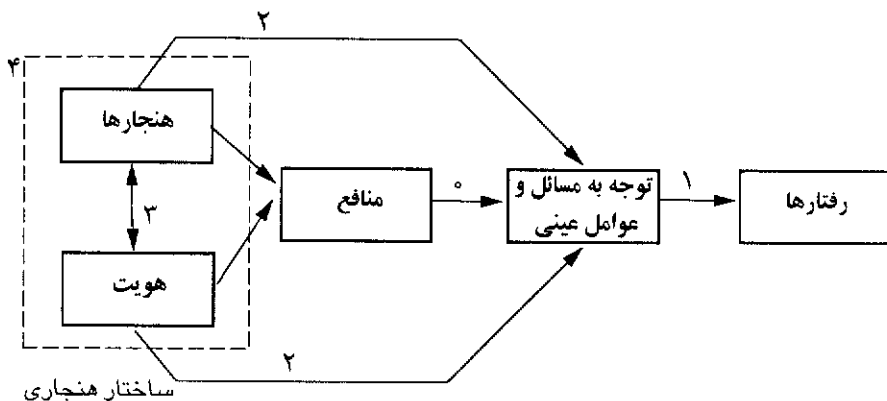 ۲
۴
هنجارها
۳
هویت
منافع
۰
توجه به مسائل و
عوامل عینی
۱
رفتارها
۲
ساختار هنجاری